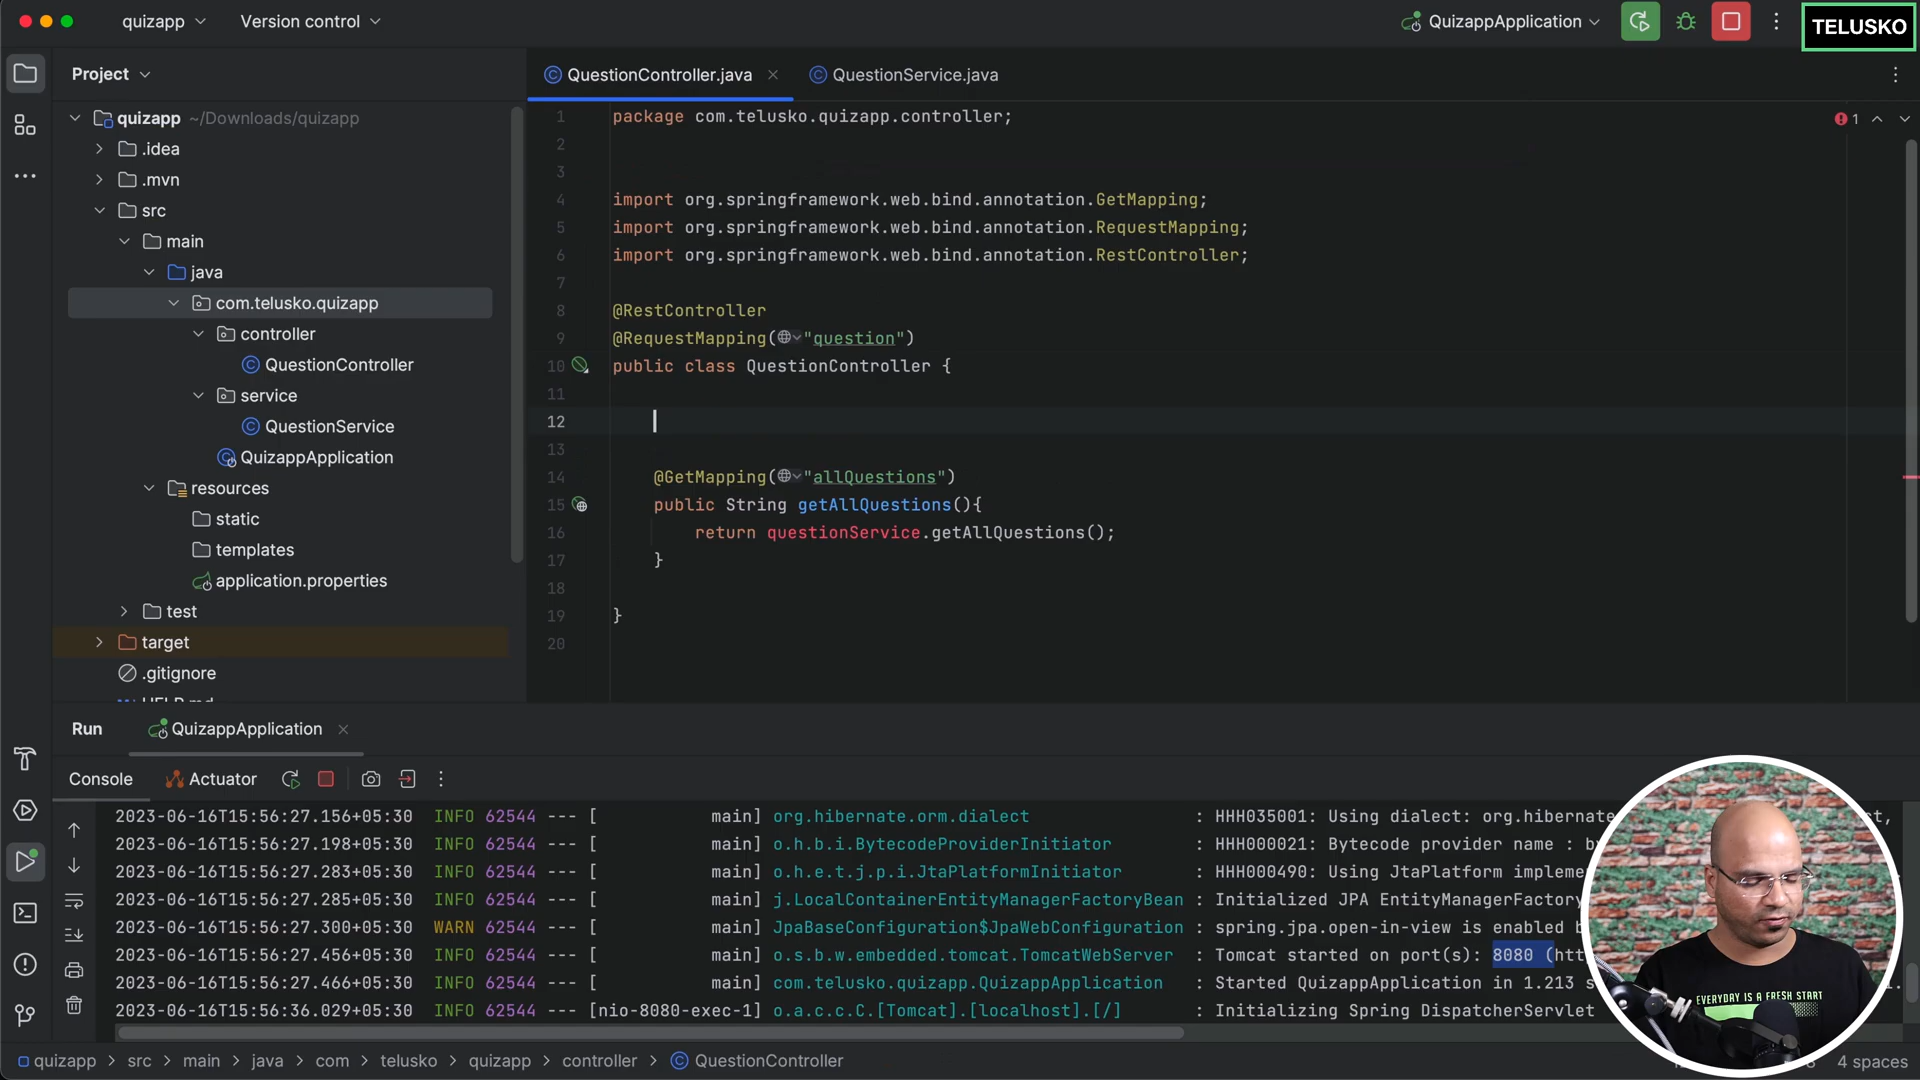 quizapp
Version control
QuizappApplication
TELUSKO
Project
QuestionController.java
QuestionService.java
quizapp ~/Downloads/quizapp
.idea
.mvn
src
main
java
com.telusko.quizapp
controller
QuestionController
service
QuestionService
QuizappApplication
resources
static
templates
application.properties
test
target
.gitignore
1 package com.telusko.quizapp.controller;
2
3
4 import org.springframework.web.bind.annotation.GetMapping;
5 import org.springframework.web.bind.annotation.RequestMapping;
6 import org.springframework.web.bind.annotation.RestController;
7
8 @RestController
9 @RequestMapping("question")
10 public class QuestionController {
11
12
13
14 @GetMapping("allQuestions")
15 public String getAllQuestions(){
16 return questionService.getAllQuestions();
17 }
18
19 }
20
1
Run
QuizappApplication
Console
Actuator
2023-06-16T15:56:27.156+05:30 INFO 62544 --- [ main] org.hibernate.orm.dialect : HHH035001: Using dialect: org.hibernate
2023-06-16T15:56:27.198+05:30 INFO 62544 --- [ main] o.h.b.i.BytecodeProviderInitiator : HHH000021: Bytecode provider name :
2023-06-16T15:56:27.283+05:30 INFO 62544 --- [ main] o.h.e.t.j.p.i.JtaPlatformInitiator : HHH000490: Using JtaPlatform impleme
2023-06-16T15:56:27.285+05:30 INFO 62544 --- [ main] j.LocalContainerEntityManagerFactoryBean : Initialized JPA EntityManagerFactory
2023-06-16T15:56:27.300+05:30 WARN 62544 --- [ main] JpaBaseConfiguration$JpaWebConfiguration : spring.jpa.open-in-view is enabled
2023-06-16T15:56:27.456+05:30 INFO 62544 --- [ main] o.s.b.w.embedded.tomcat.TomcatWebServer : Tomcat started on port(s): 8080 (htt
2023-06-16T15:56:27.466+05:30 INFO 62544 --- [ main] com.telusko.quizapp.QuizappApplication : Started QuizappApplication in 1.213 s
2023-06-16T15:56:36.029+05:30 INFO 62544 --- [nio-8080-exec-1] o.a.c.c.C.[Tomcat].[localhost].[/] : Initializing Spring DispatcherServlet
EVERYDAY IS A FRESH START
quizapp > src > main > java > com > telusko > quizapp > controller > QuestionController
4 spaces